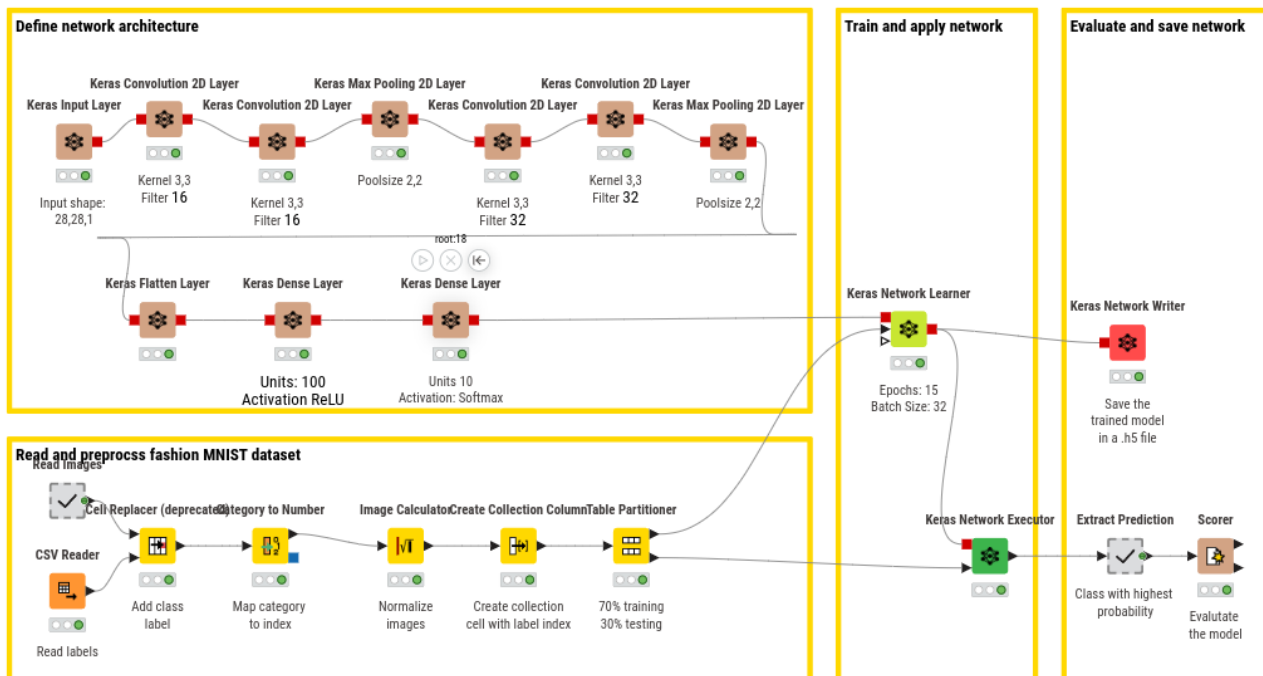 Define network architecture
Keras Convolution 2D Layer
Keras Max Pooling 2D Layer
Keras Convolution 2D Layer
Keras Input Layer
Keras Convolution 2D Layer
Keras Convolution 2D Layer
Keras Max Pooling 2D Layer
Input shape:
28,28,1
Kernel 3,3
Filter 16
Kernel 3,3
Filter 16
Poolsize 2,2
Kernel 3,3
Filter 32
Kernel 3,3
Filter 32
Poolsize 2,2
root:18
Keras Flatten Layer
Keras Dense Layer
Keras Dense Layer
Units: 100
Activation ReLU
Units 10
Activation: Softmax
Read and preprocss fashion MNIST dataset
Read Images
Cell Replacer (deprecated)
Category to Number
Image Calculator
Create Collection Column
Table Partitioner
CSV Reader
Read labels
Add class
label
Map category
to index
Normalize
images
Create collection
cell with label index
70% training
30% testing
Train and apply network
Keras Network Learner
Epochs: 15
Batch Size: 32
Keras Network Executor
Evaluate and save network
Keras Network Writer
Save the
trained model
in a .h5 file
Extract Prediction
Class with highest
probability
Scorer
Evalutate
the model